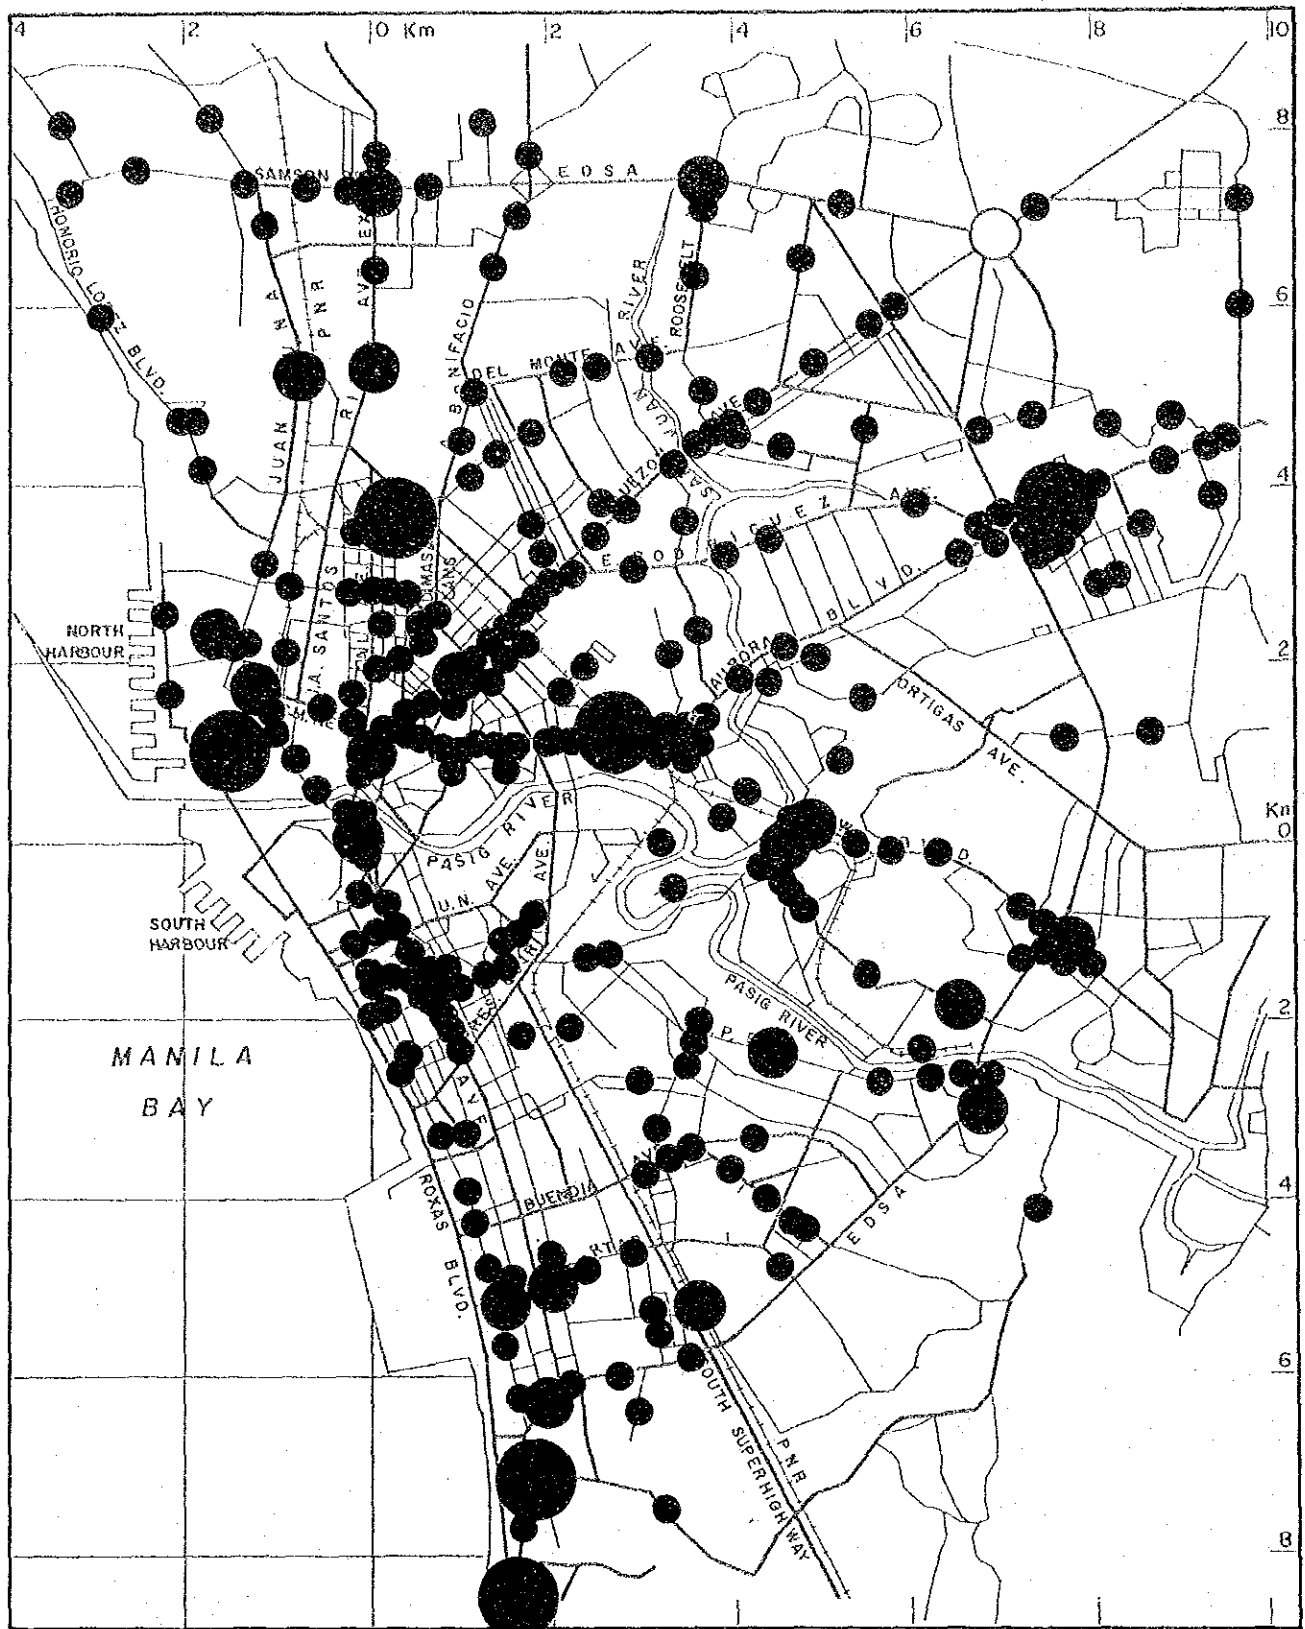 4 2 0 Km 2 4 6 8 10
8
SAMSON
EDSA
HONORIO LOPEZ BLVD.
PNR
JUAN LUNA
RIVER
ROOSEVELT
6
A BONIFACIO
DEL MONTE AVE.
AVE
SAN JUAN
4
E RODRIGUEZ AVE.
BLVD.
NORTH
HARBOUR
SANTOS
AURORA
2
ORTIGAS AVE.
Km
0
PASIG RIVER
U.N. AVE.
AVE.
SOUTH
HARBOUR
PASIG RIVER
2
P.
MANILA
BAY
AVE
ROXAS BLVD.
BUENDIA
AV
EDSA
4
6
SOUTH SUPERHIGHWAY
PNR
8